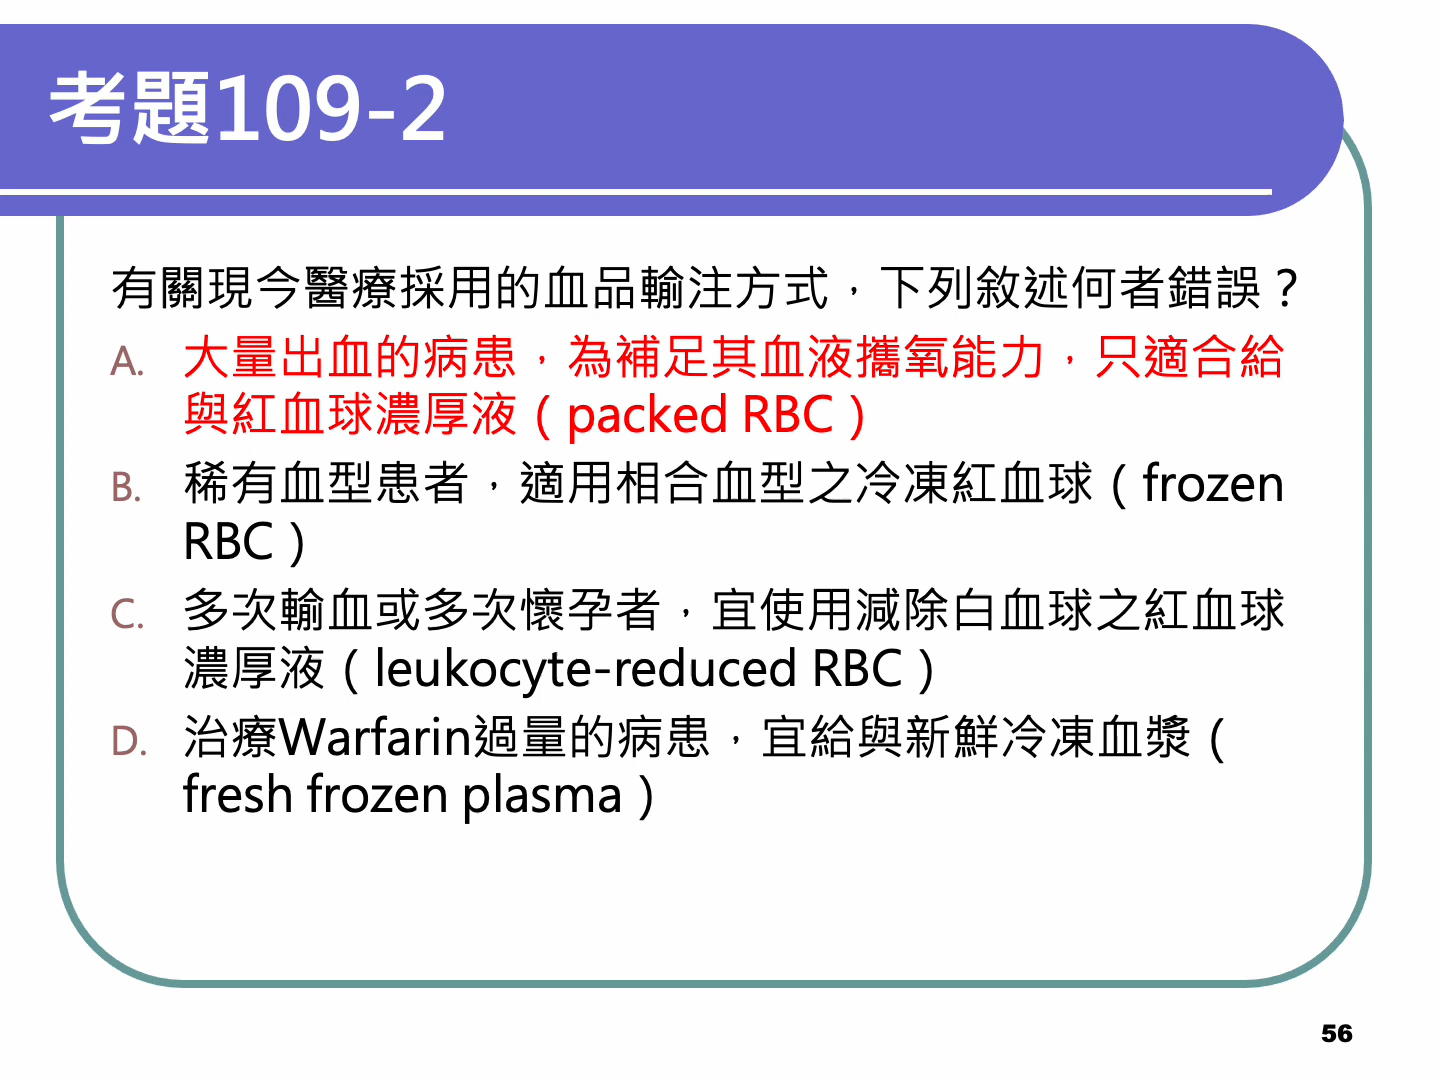 考題109-2
有關現今醫療採用的血品輸注方式，下列敘述何者錯誤？
A. 大量出血的病患，為補足其血液攜氧能力，只適合給
與紅血球濃厚液（packed RBC）
B. 稀有血型患者，適用相合血型之冷凍紅血球（frozen
RBC）
C. 多次輸血或多次懷孕者，宜使用減除白血球之紅血球
濃厚液（leukocyte-reduced RBC）
D. 治療Warfarin過量的病患，宜給與新鮮冷凍血漿（
fresh frozen plasma）
56